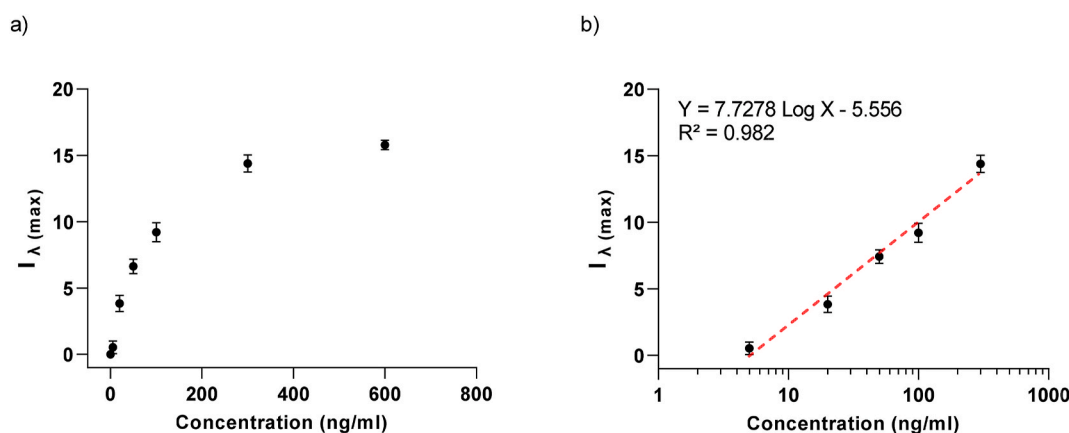 a)
20
15
10
5
0
I λ (max)
0 200 400 600 800
Concentration (ng/ml)
b)
Y = 7.7278 Log X - 5.556
R² = 0.982
20
15
10
5
0
I λ (max)
1 10 100 1000
Concentration (ng/ml)